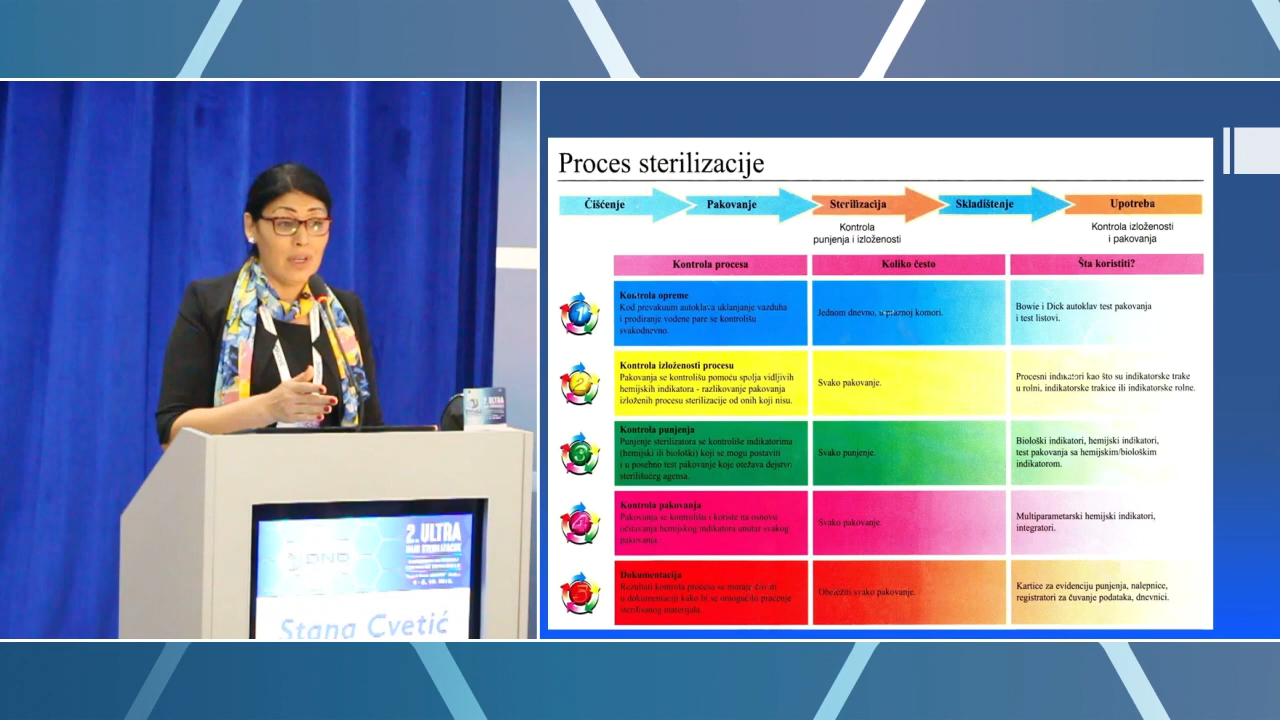 Proces sterilizacije
Čišćenje
Pakovanje
Sterilizacija
Skladištenje
Upotreba
Kontrola
punjenja i izloženosti
Kontrola izloženosti
i pakovanja
Kontrola procesa
Koliko često
Šta koristiti?
1
Kontrola opreme
Kod prevakuum autoklava uklanjanje vazduha
i prodiranje vodene pare se kontrolišu
svakodnevno.
Jednom dnevno, u praznoj komori.
Bowie i Dick autoklav test pakovanja
i test listovi.
2
Kontrola izloženosti procesu
Pakovanja se kontrolišu pomoću spolja vidljivih
hemijskih indikatora - razlikovanje pakovanja
izloženih procesu sterilizacije od onih koji nisu.
Svako pakovanje.
Procesni indikatori kao što su indikatorske trake
u rolni, indikatorske trakice ili indikatorske rolne.
3
Kontrola punjenja
Punjenje sterilizatora se kontroliše indikatorima
(hemijski ili biološki) koji se mogu postaviti
i u posebno test pakovanje koje otežava dejstvo
sterilišućeg agensa.
Svako punjenje.
Biološki indikatori, hemijski indikatori,
test pakovanja sa hemijskim/biološkim
indikatorom.
4
Kontrola pakovanja
Pakovanja se kontrolišu i koriste na osnovu
očitavanja hemijskog indikatora unutar svakog
pakovanja.
Svako pakovanje.
Multiparametarski hemijski indikatori,
integratori.
5
Dokumentacija
Rezultati kontrola procesa se moraju čuvati
u dokumentaciji kako bi se omogućilo praćenje
sterilisanog materijala.
Obeležiti svako pakovanje.
Kartice za evidenciju punjenja, nalepnice,
registratori za čuvanje podataka, dnevnici.
2. ULTRA
DNO
2. ULTRA
Stana Cvetić